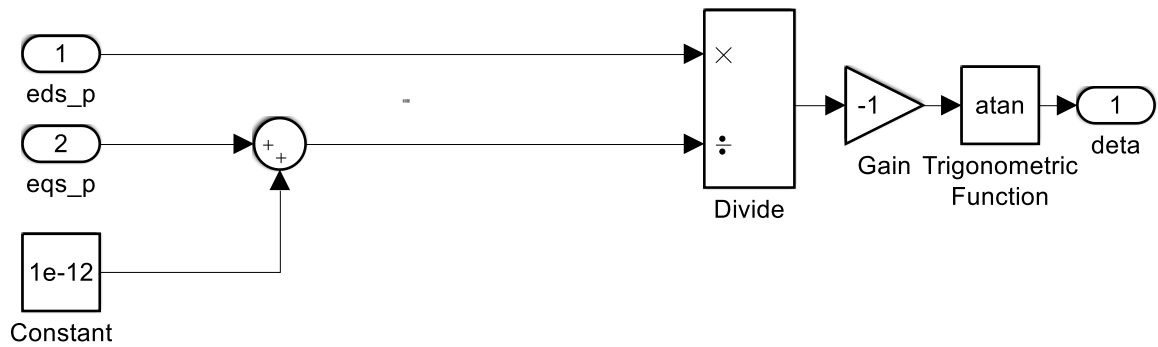 1
eds_p
2
eqs_p
+
+
1e-12
Constant
×
÷
Divide
-1
Gain
atan
Trigonometric
Function
1
deta